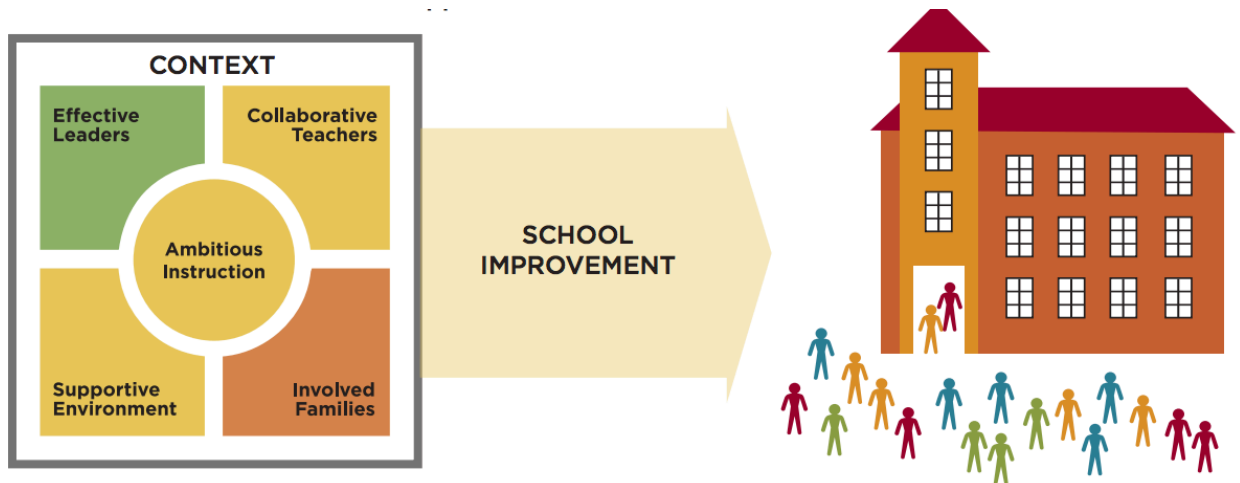 CONTEXT
Effective
Leaders
Collaborative
Teachers
Ambitious
Instruction
Supportive
Environment
Involved
Families
SCHOOL
IMPROVEMENT